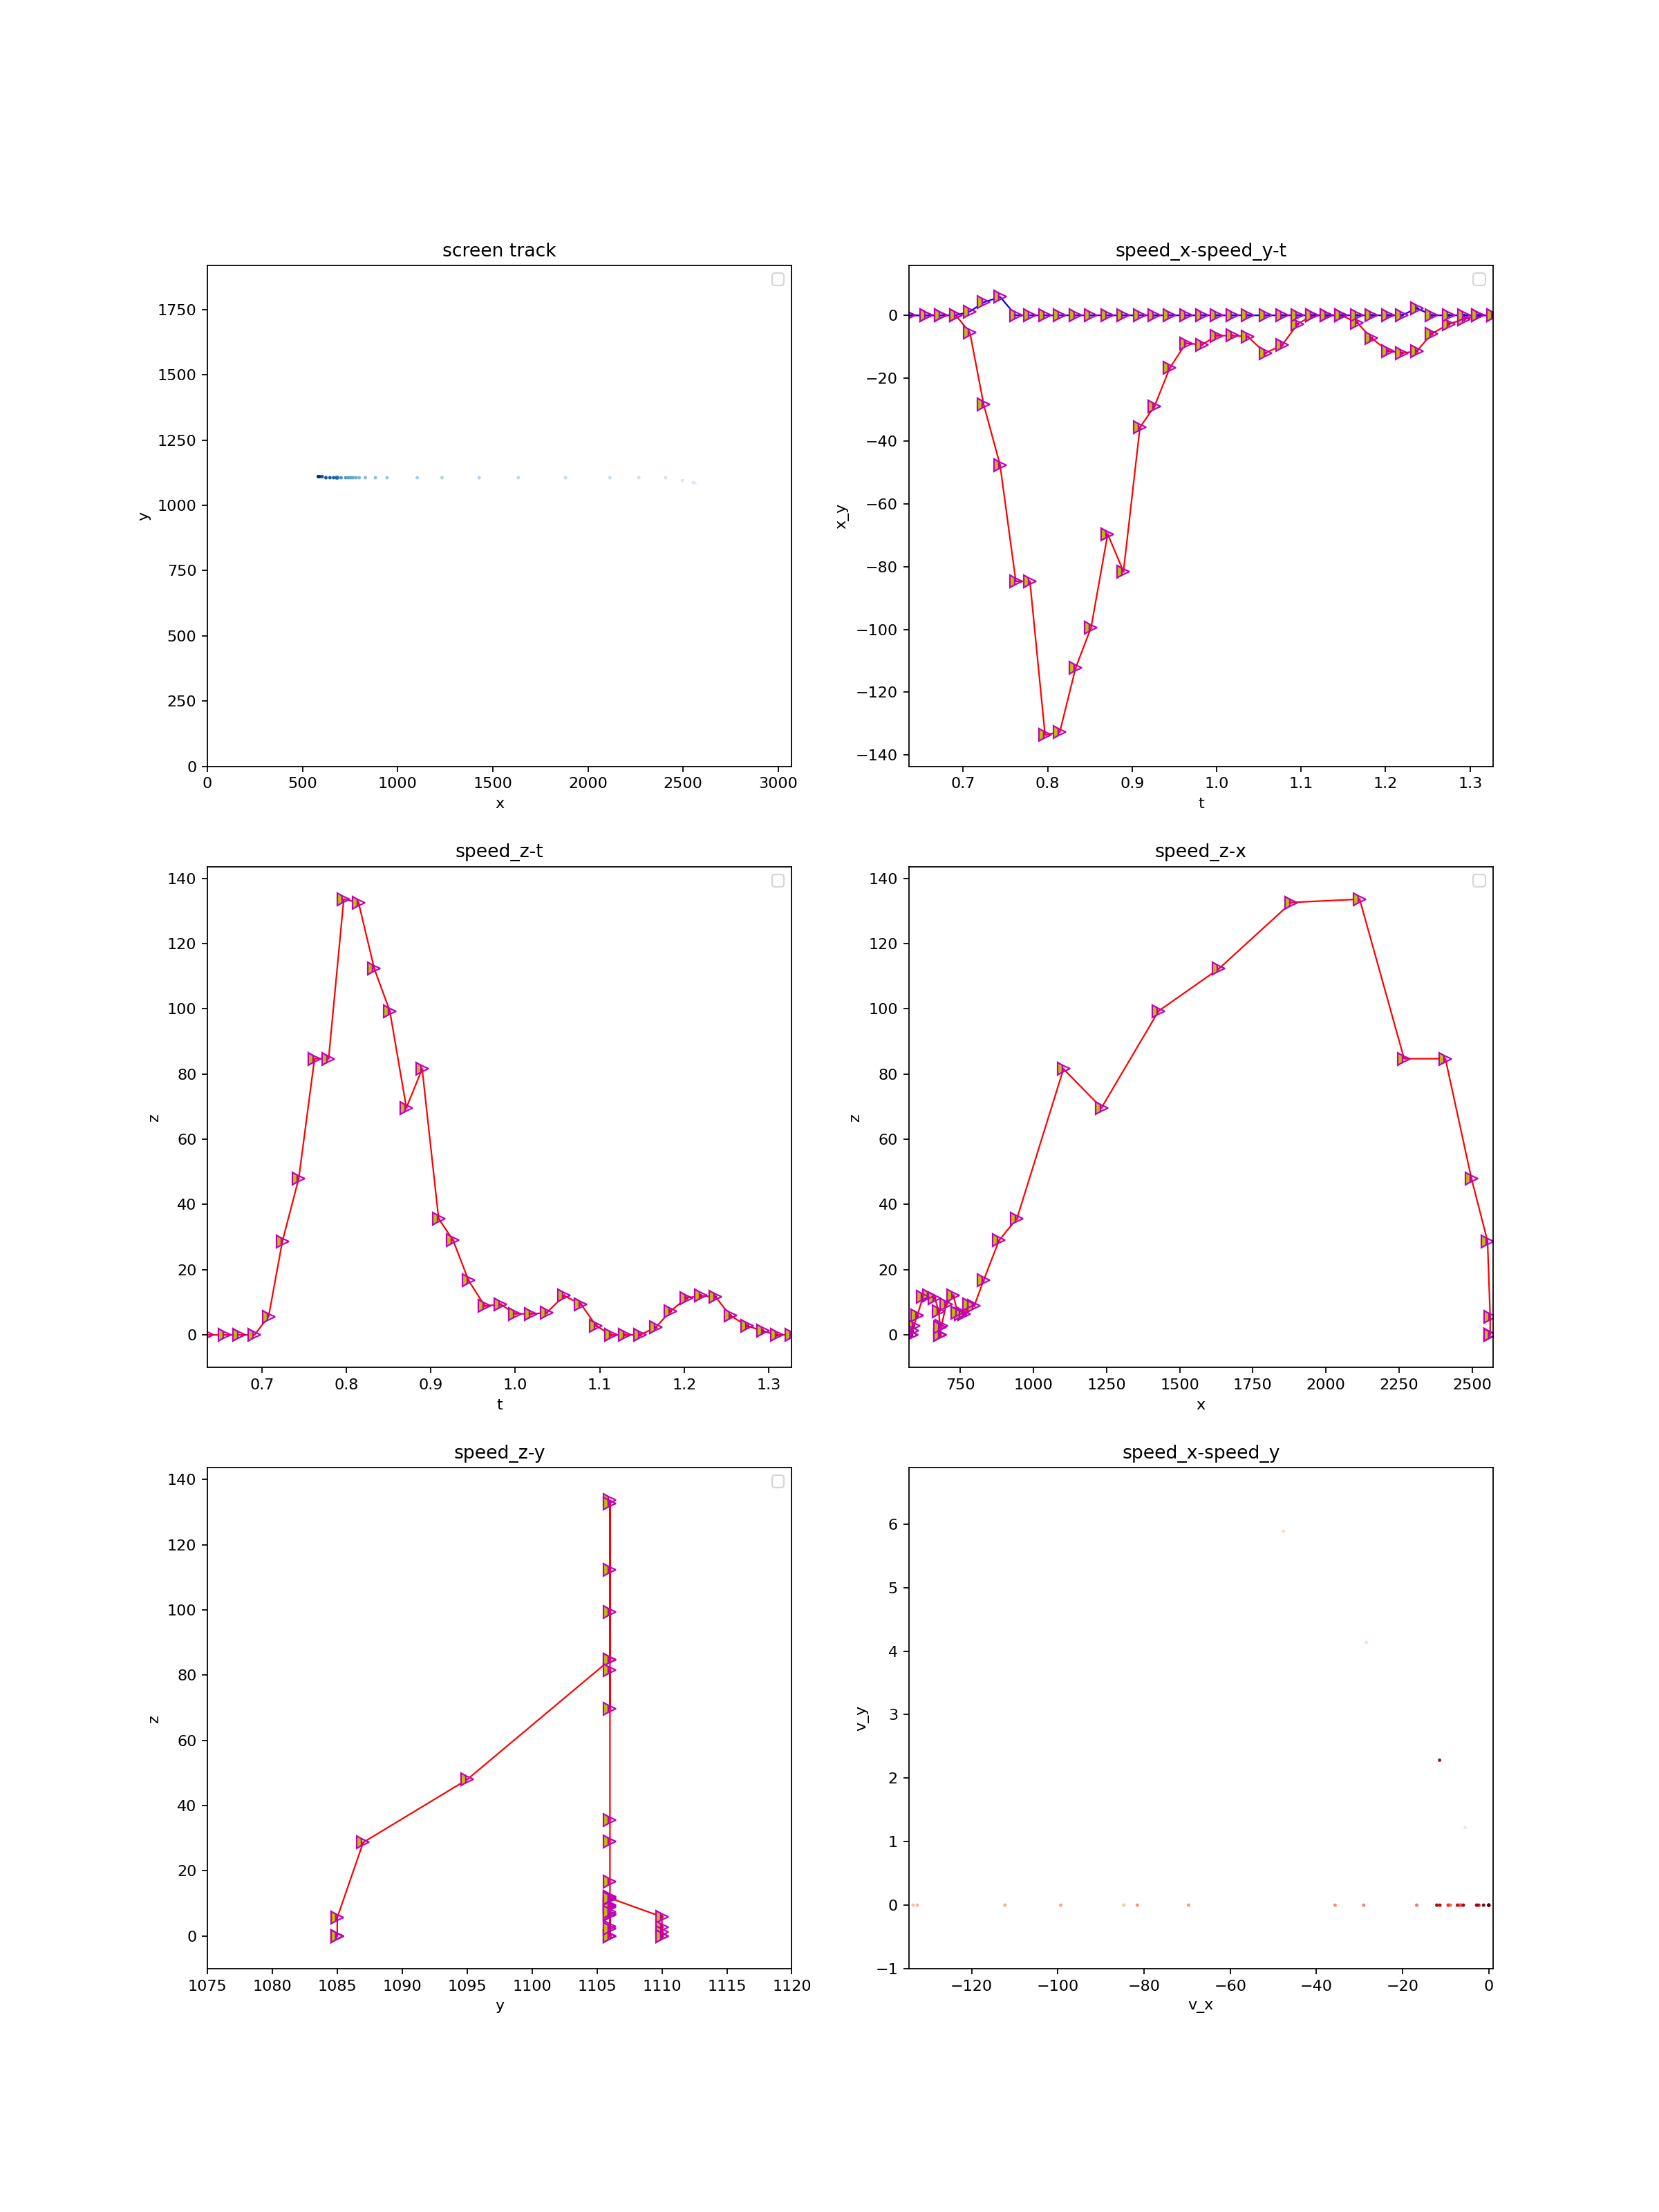 screen track
1750
1500
1250
1000
750
500
250
0
y
0 500 1000 1500 2000 2500 3000
x
speed_x-speed_y-t
0
−20
−40
−60
−80
−100
−120
−140
x_y
0.7 0.8 0.9 1.0 1.1 1.2 1.3
t
speed_z-t
140
120
100
80
60
40
20
0
z
0.7 0.8 0.9 1.0 1.1 1.2 1.3
t
speed_z-x
140
120
100
80
60
40
20
0
z
750 1000 1250 1500 1750 2000 2250 2500
x
speed_z-y
140
120
100
80
60
40
20
0
z
1075 1080 1085 1090 1095 1100 1105 1110 1115 1120
y
speed_x-speed_y
6
5
4
3
2
1
0
−1
v_y
−120 −100 −80 −60 −40 −20 0
v_x